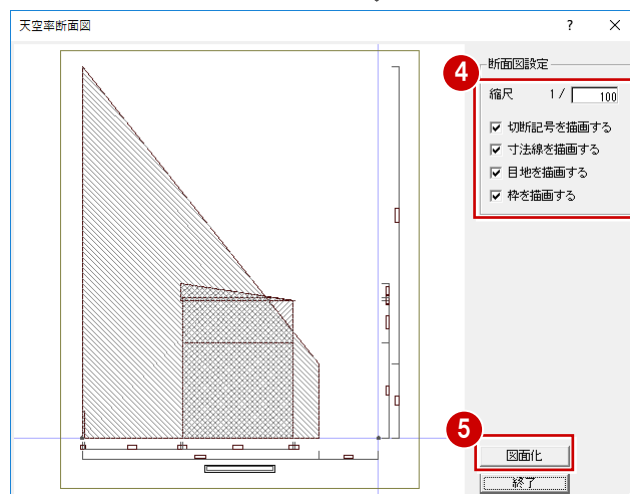 天空率断面図 ? ×
4
断面図設定
縮尺 1/ 100
切断記号を描画する
寸法線を描画する
目地を描画する
枠を描画する
5
図面化
終了